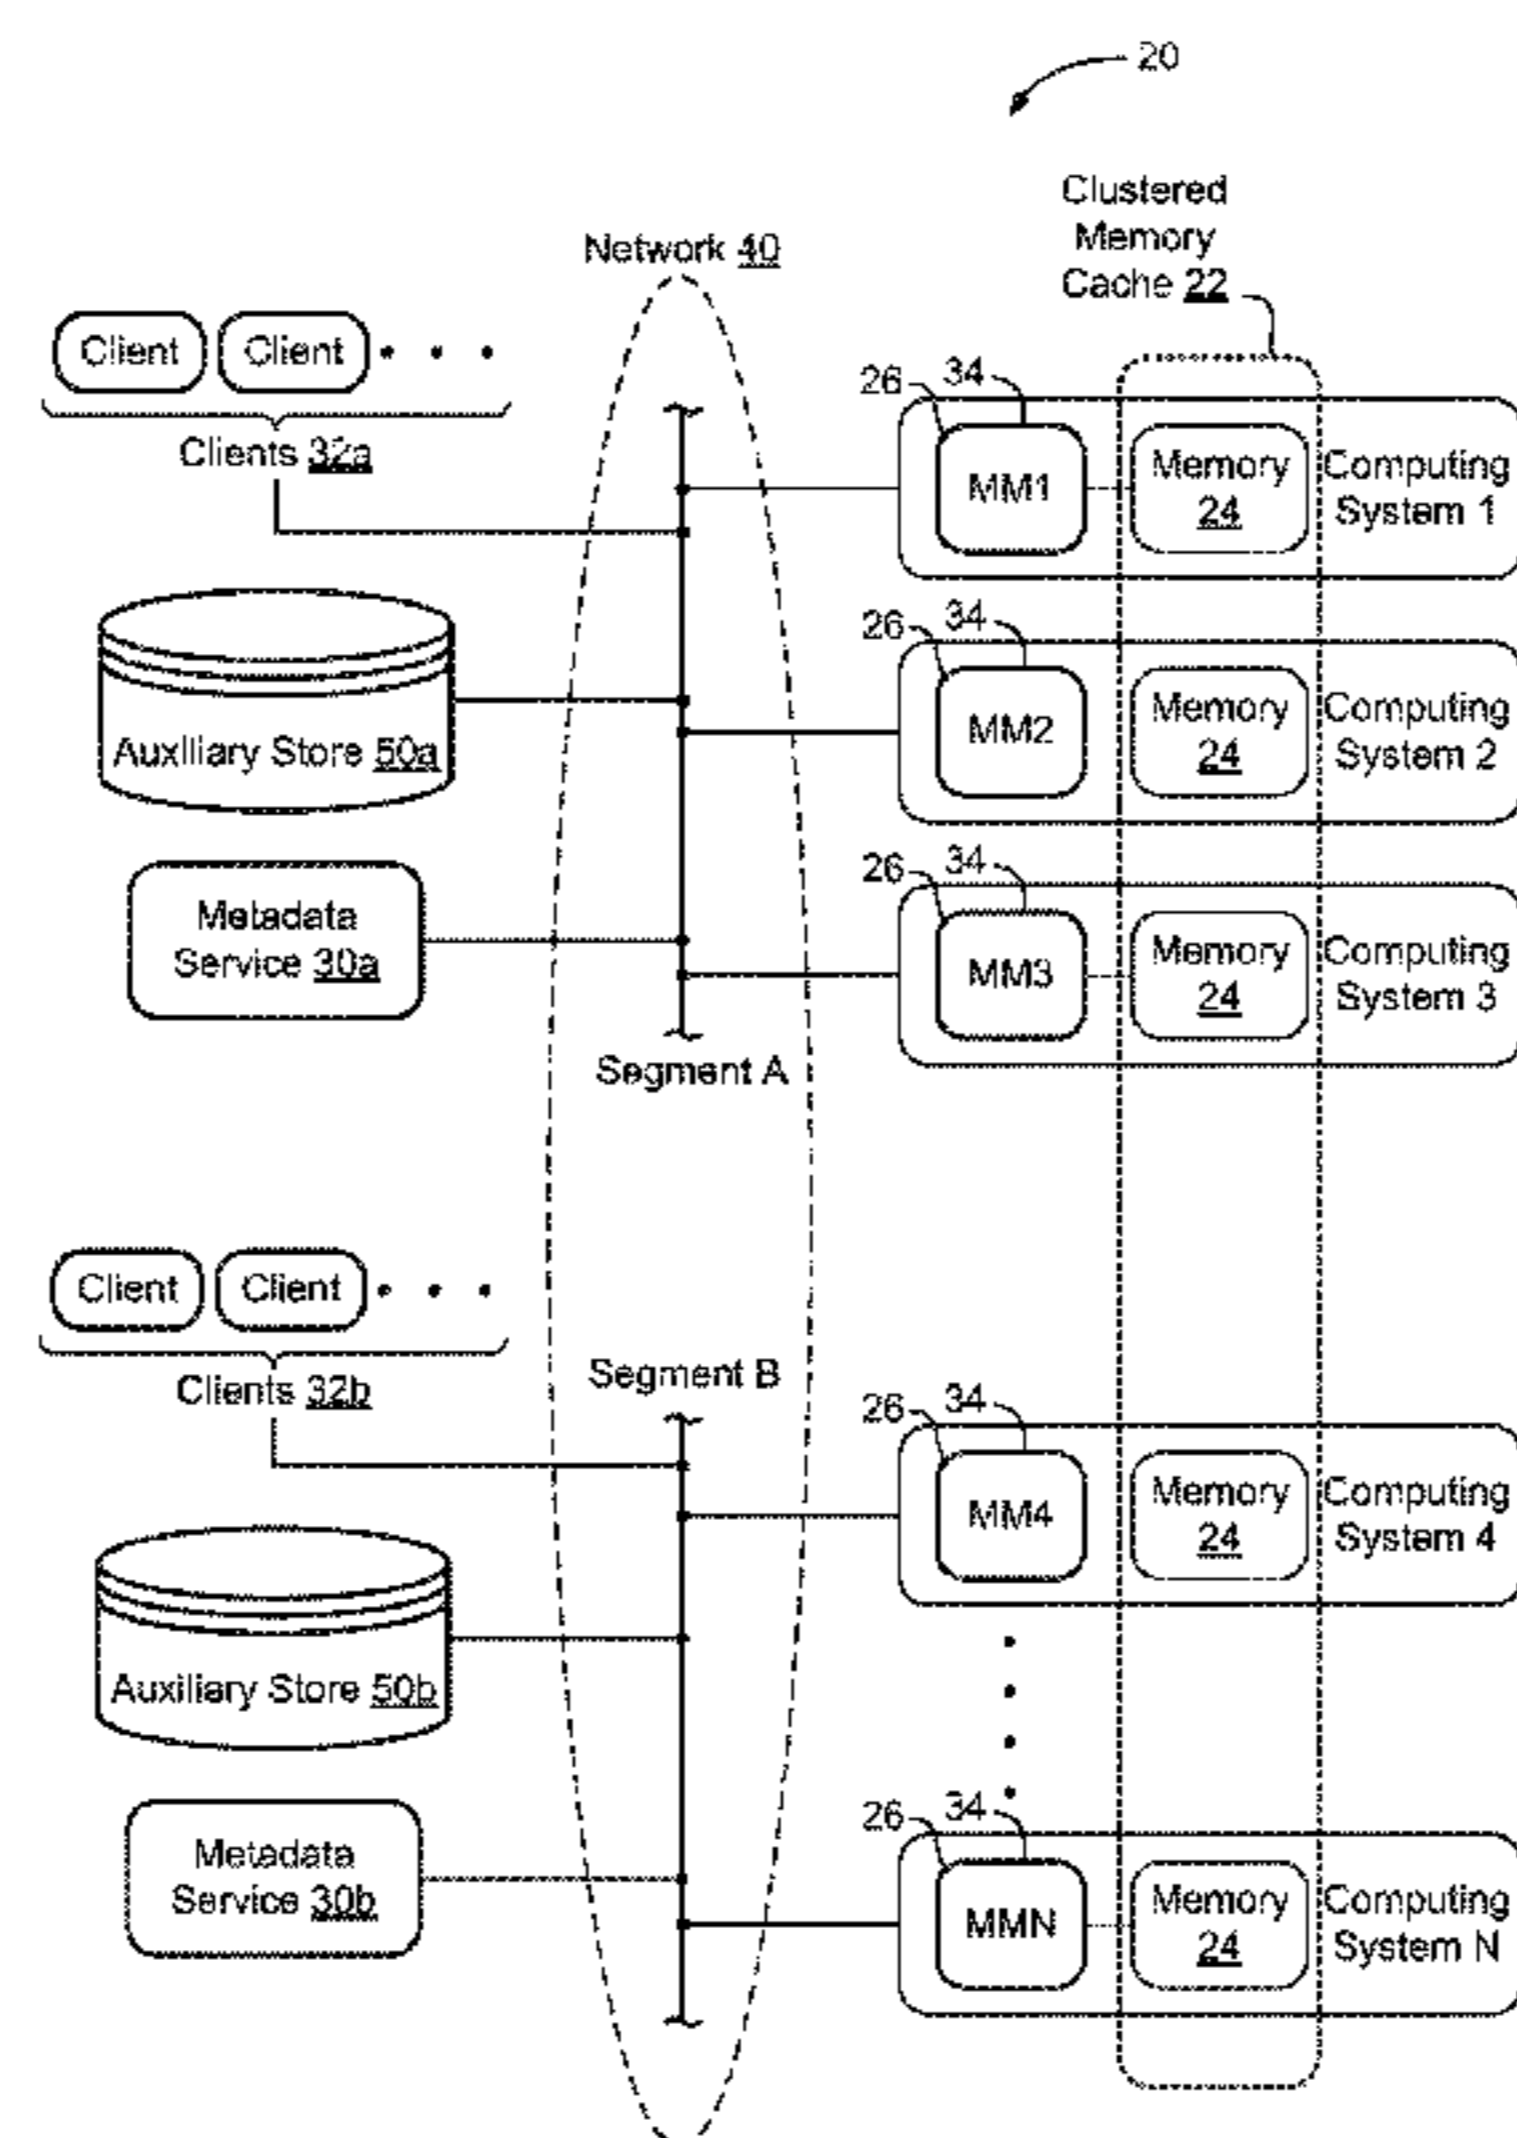 20
Clustered
Memory
Cache 22
Network 40
Client
Client
Clients 32a
26
34
MM1
Memory
24
Computing
System 1
Auxiliary Store 50a
26
34
MM2
Memory
24
Computing
System 2
Metadata
Service 30a
26
34
MM3
Memory
24
Computing
System 3
Segment A
Client
Client
Clients 32b
Segment B
26
34
MM4
Memory
24
Computing
System 4
Auxiliary Store 50b
Metadata
Service 30b
26
34
MMN
Memory
24
Computing
System N